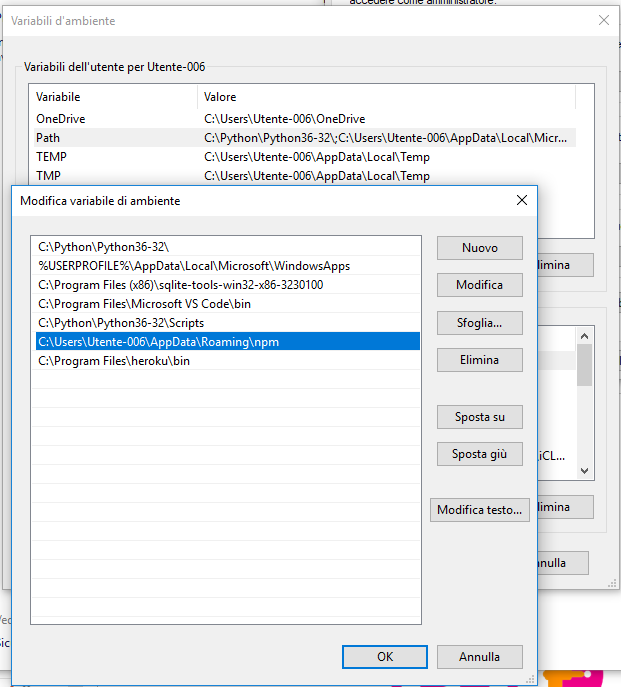 accedere come amministratore.
Variabili d'ambiente
Variabili dell'utente per Utente-006
Variabile Valore
OneDrive C:\Users\Utente-006\OneDrive
Path C:\Python\Python36-32\;C:\Users\Utente-006\AppData\Local\Micr...
TEMP C:\Users\Utente-006\AppData\Local\Temp
TMP C:\Users\Utente-006\AppData\Local\Temp
Modifica variabile di ambiente
C:\Python\Python36-32\
%USERPROFILE%\AppData\Local\Microsoft\WindowsApps
C:\Program Files (x86)\sqlite-tools-win32-x86-3230100
C:\Program Files\Microsoft VS Code\bin
C:\Python\Python36-32\Scripts
C:\Users\Utente-006\AppData\Roaming\npm
C:\Program Files\heroku\bin
Nuovo
Modifica
Sfoglia...
Elimina
Sposta su
Sposta giù
Modifica testo...
OK
Annulla
limina
\iCL...
limina
nnulla